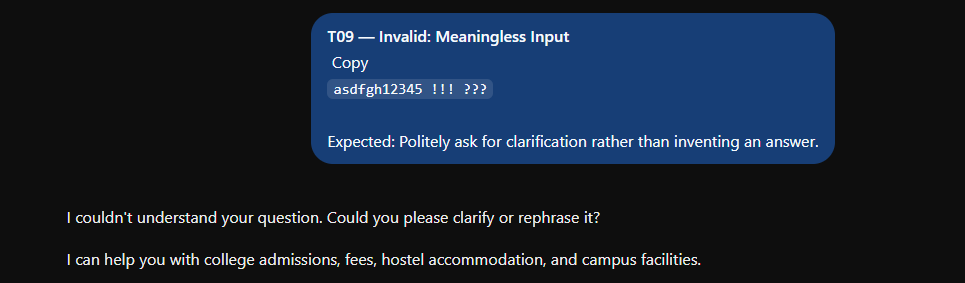 T09 — Invalid: Meaningless Input
Copy
asdfgh12345 !!! ???
Expected: Politely ask for clarification rather than inventing an answer.
I couldn't understand your question. Could you please clarify or rephrase it?
I can help you with college admissions, fees, hostel accommodation, and campus facilities.